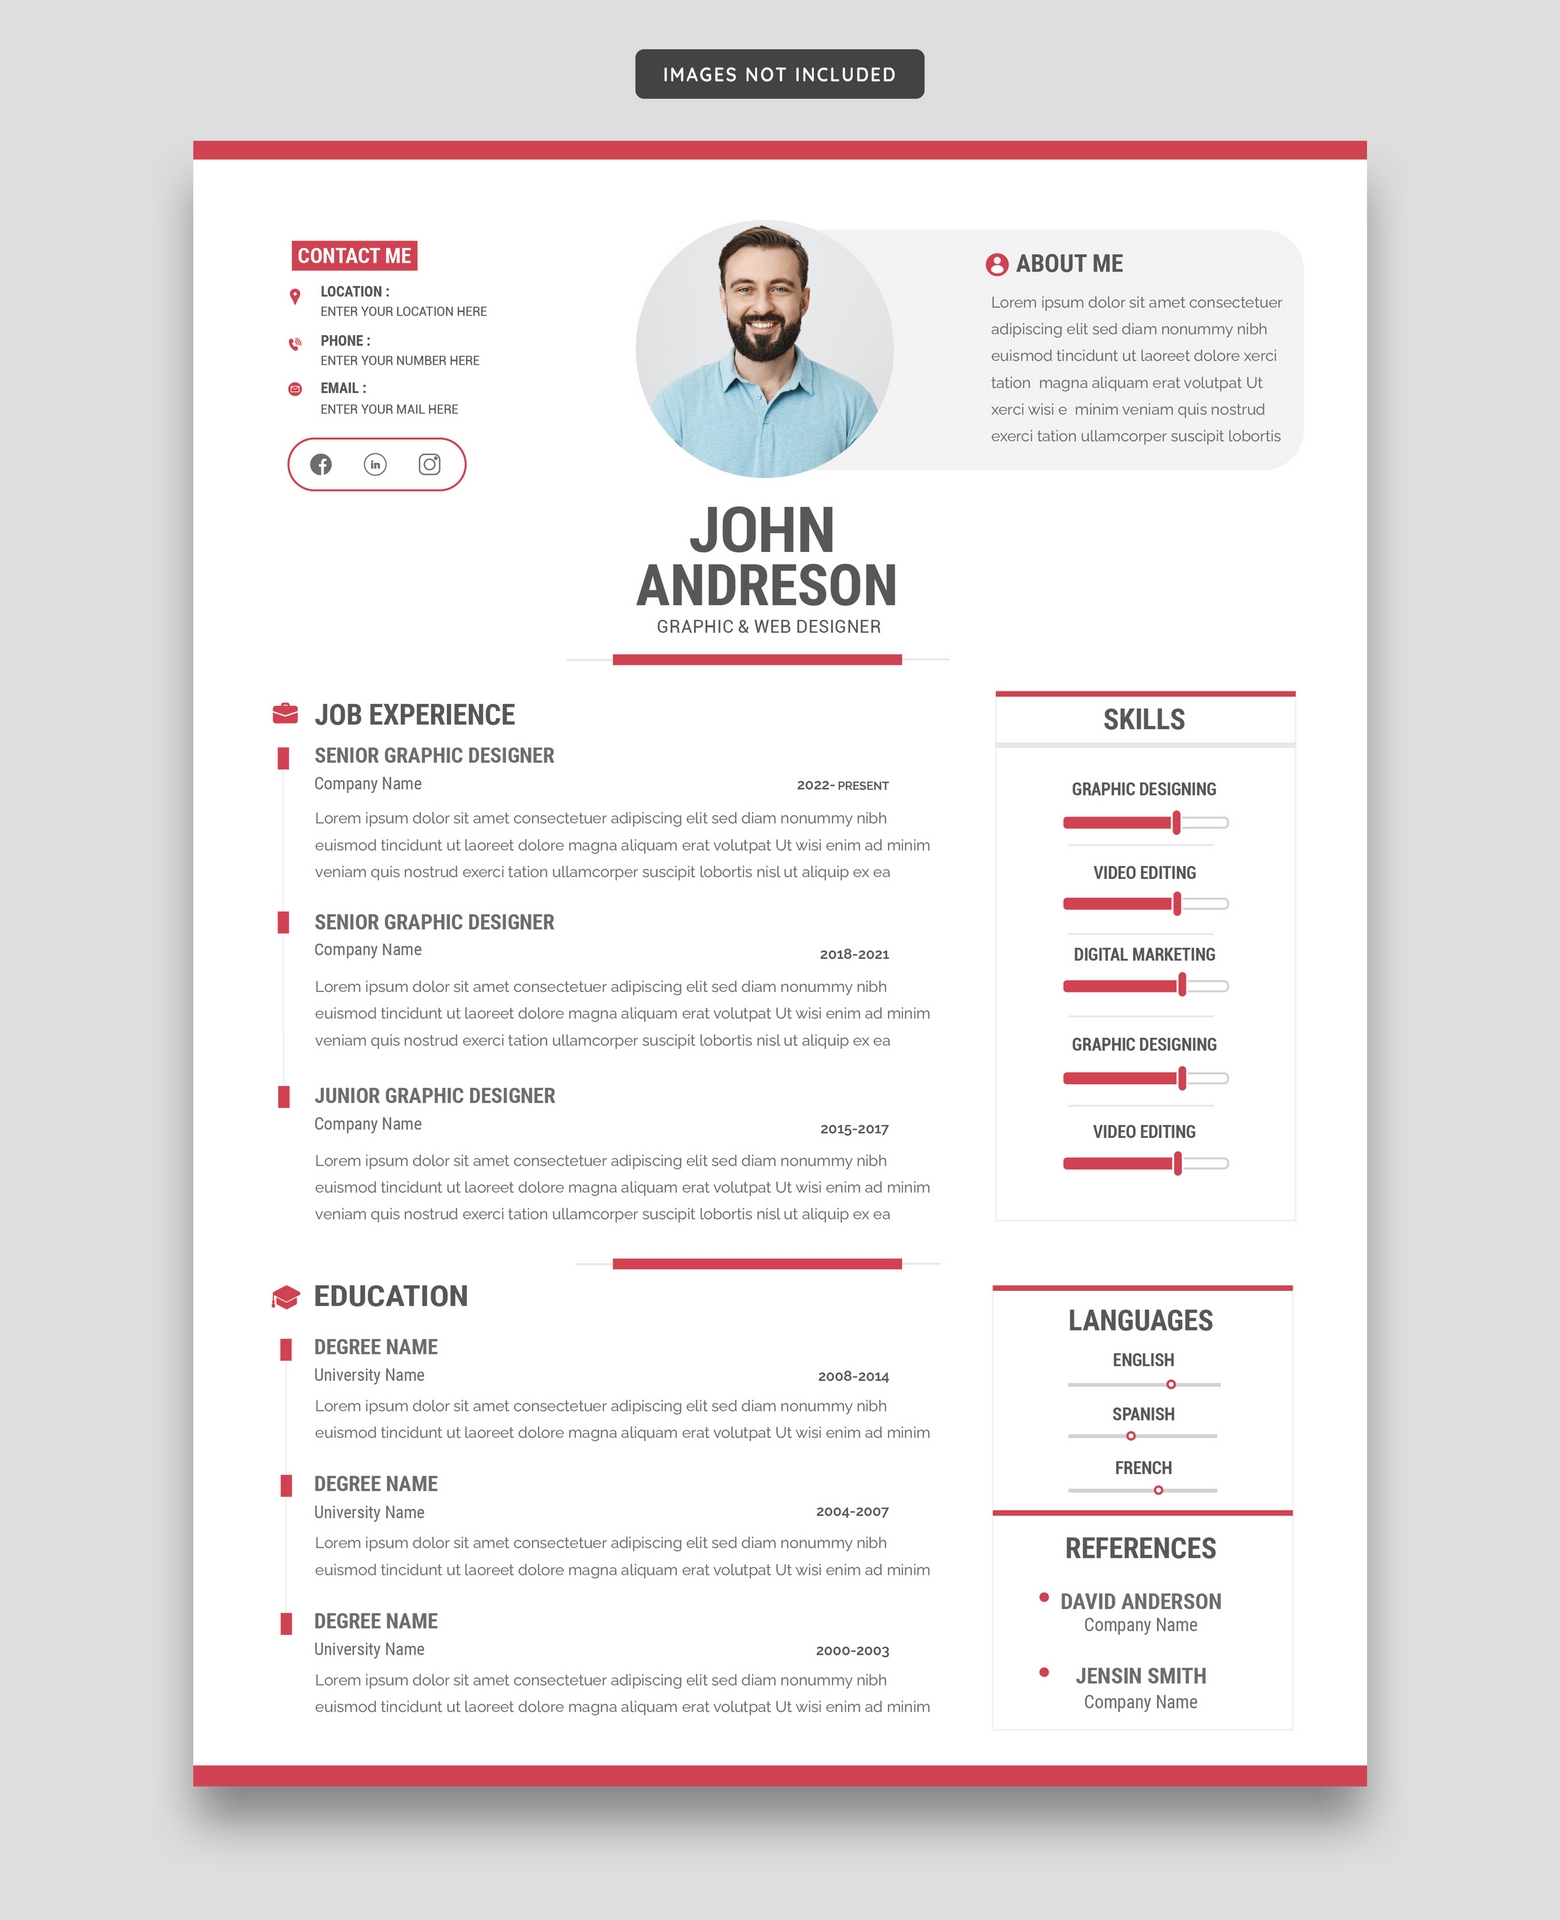 IMAGES NOT INCLUDED
CONTACT ME
LOCATION :
ENTER YOUR LOCATION HERE
PHONE :
ENTER YOUR NUMBER HERE
EMAIL :
ENTER YOUR MAIL HERE
in
ABOUT ME
Lorem ipsum dolor sit amet consectetuer
adipiscing elit sed diam nonummy nibh
euismod tincidunt ut laoreet dolore xerci
tation magna aliquam erat volutpat Ut
xerci wisi e minim veniam quis nostrud
exerci tation ullamcorper suscipit lobortis
JOHN
ANDRESON
GRAPHIC & WEB DESIGNER
JOB EXPERIENCE
SENIOR GRAPHIC DESIGNER
Company Name
2022- PRESENT
Lorem ipsum dolor sit amet consectetuer adipiscing elit sed diam nonummy nibh
euismod tincidunt ut laoreet dolore magna aliquam erat volutpat Ut wisi enim ad minim
veniam quis nostrud exerci tation ullamcorper suscipit lobortis nisl ut aliquip ex ea
SENIOR GRAPHIC DESIGNER
Company Name
2018-2021
Lorem ipsum dolor sit amet consectetuer adipiscing elit sed diam nonummy nibh
euismod tincidunt ut laoreet dolore magna aliquam erat volutpat Ut wisi enim ad minim
veniam quis nostrud exerci tation ullamcorper suscipit lobortis nisl ut aliquip ex ea
JUNIOR GRAPHIC DESIGNER
Company Name
2015-2017
Lorem ipsum dolor sit amet consectetuer adipiscing elit sed diam nonummy nibh
euismod tincidunt ut laoreet dolore magna aliquam erat volutpat Ut wisi enim ad minim
veniam quis nostrud exerci tation ullamcorper suscipit lobortis nisl ut aliquip ex ea
SKILLS
GRAPHIC DESIGNING
VIDEO EDITING
DIGITAL MARKETING
GRAPHIC DESIGNING
VIDEO EDITING
EDUCATION
DEGREE NAME
University Name
2008-2014
Lorem ipsum dolor sit amet consectetuer adipiscing elit sed diam nonummy nibh
euismod tincidunt ut laoreet dolore magna aliquam erat volutpat Ut wisi enim ad minim
DEGREE NAME
University Name
2004-2007
Lorem ipsum dolor sit amet consectetuer adipiscing elit sed diam nonummy nibh
euismod tincidunt ut laoreet dolore magna aliquam erat volutpat Ut wisi enim ad minim
DEGREE NAME
University Name
2000-2003
Lorem ipsum dolor sit amet consectetuer adipiscing elit sed diam nonummy nibh
euismod tincidunt ut laoreet dolore magna aliquam erat volutpat Ut wisi enim ad minim
LANGUAGES
ENGLISH
SPANISH
FRENCH
REFERENCES
DAVID ANDERSON
Company Name
JENSIN SMITH
Company Name